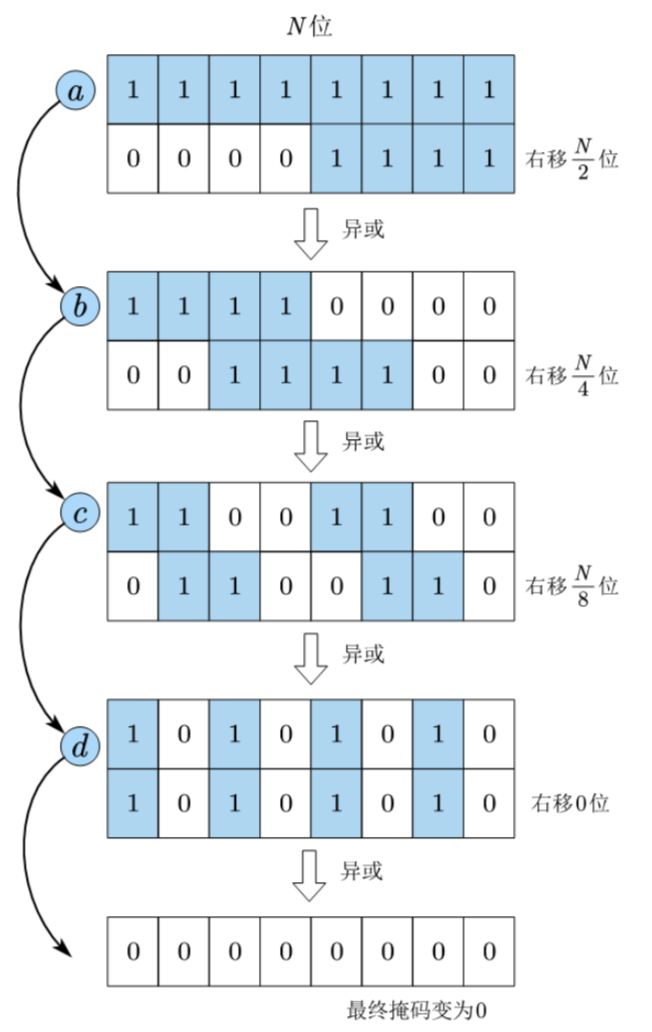 N位
a 1 1 1 1 1 1 1 1
0 0 0 0 1 1 1 1 右移N/2位
异或
b 1 1 1 1 0 0 0 0
0 0 1 1 1 1 0 0 右移N/4位
异或
c 1 1 0 0 1 1 0 0
0 1 1 0 0 1 1 0 右移N/8位
异或
d 1 0 1 0 1 0 1 0
1 0 1 0 1 0 1 0 右移0位
异或
0 0 0 0 0 0 0 0
最终掩码变为0